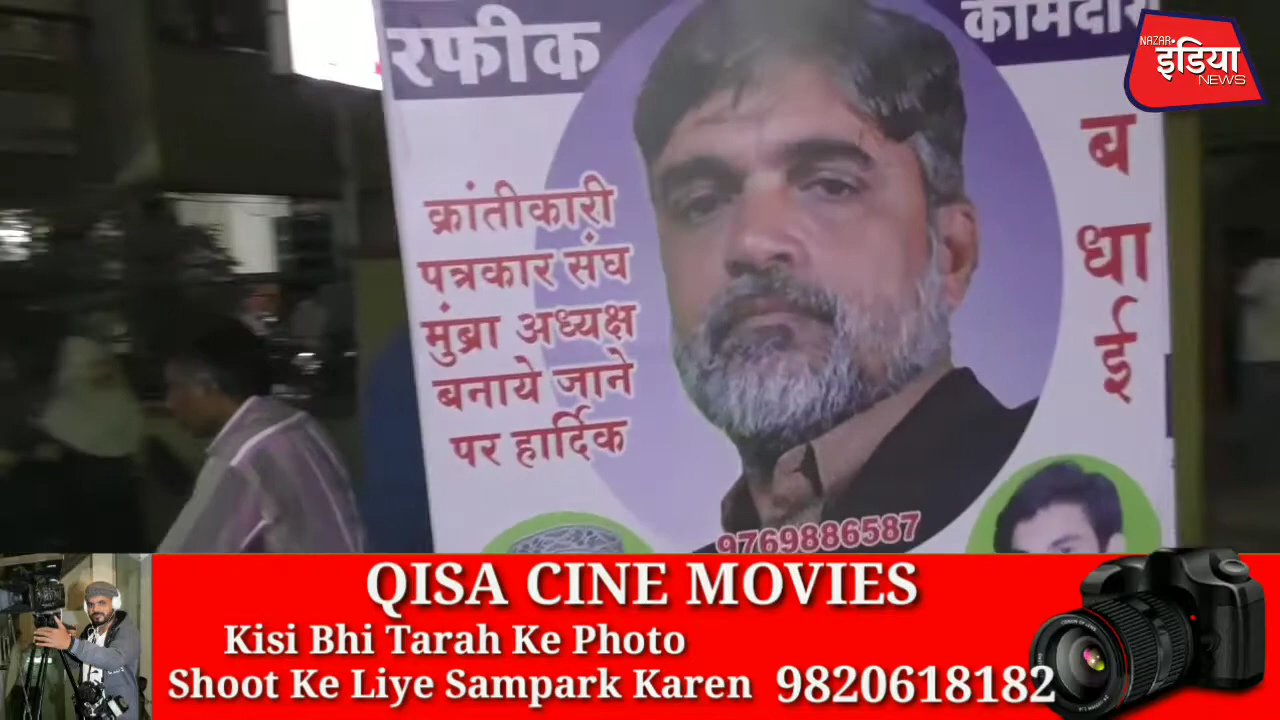 रफीक
कामदार
NAZAR
इंडिया
NEWS
क्रांतीकारी
पत्रकार संघ
मुंब्रा अध्यक्ष
बनाये जाने
पर हार्दिक
ब
धा
ई
9769886587
QISA CINE MOVIES
Kisi Bhi Tarah Ke Photo
Shoot Ke Liye Sampark Karen 9820618182